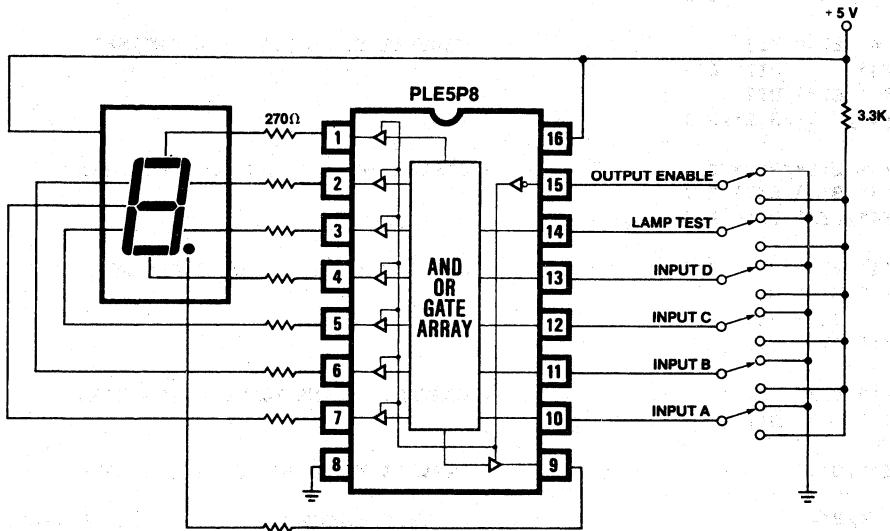 + 5 V
PLE5P8
270Ω
3.3K
1
16
2
15
OUTPUT ENABLE
3
14
LAMP TEST
4
AND
OR
GATE
ARRAY
13
INPUT D
5
12
INPUT C
6
11
INPUT B
7
10
INPUT A
8
9